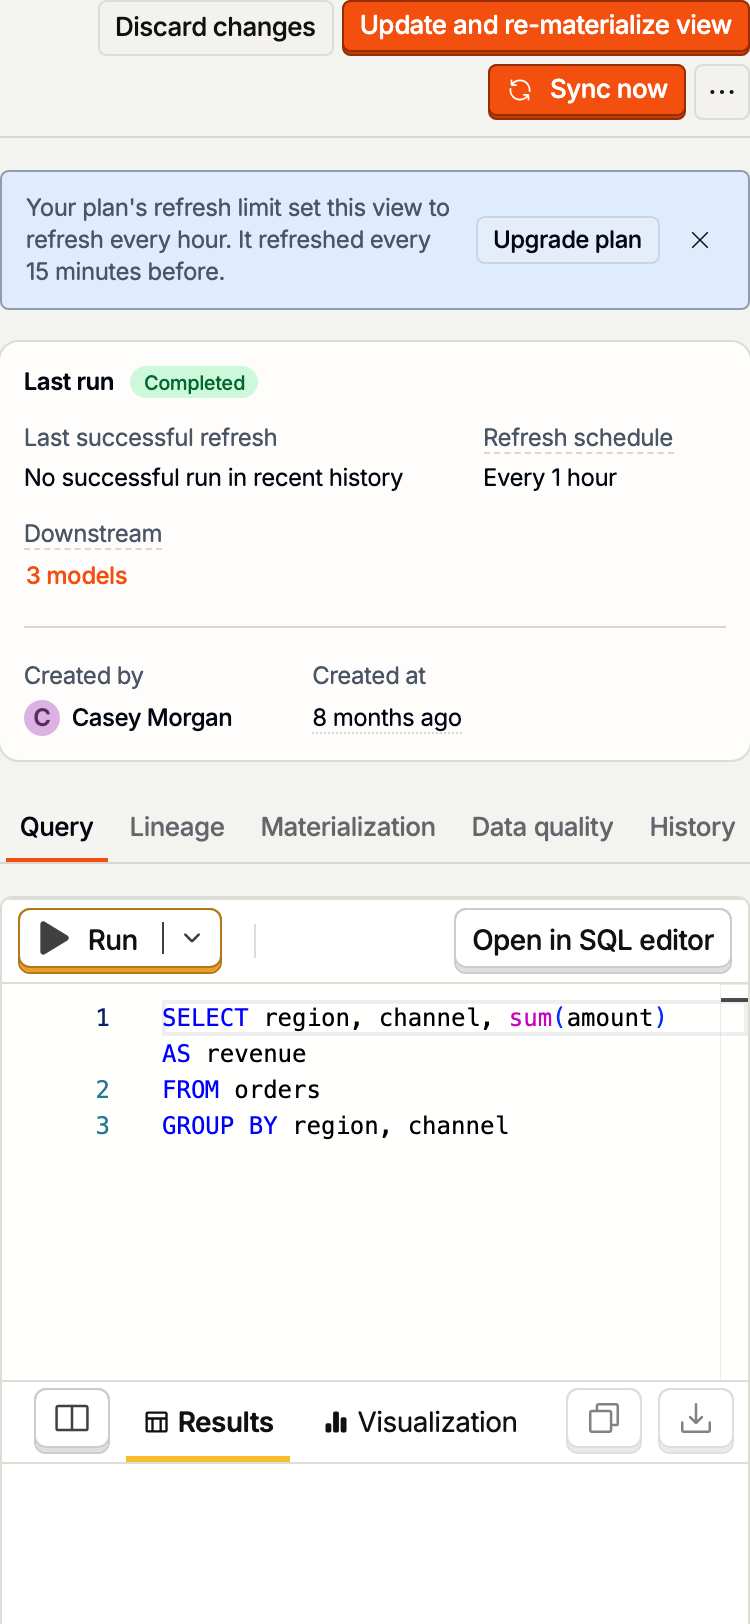 Discard changes
Update and re-materialize view
Sync now
Your plan's refresh limit set this view to
refresh every hour. It refreshed every
15 minutes before.
Upgrade plan
Last run
Completed
Last successful refresh
Refresh schedule
No successful run in recent history
Every 1 hour
Downstream
3 models
Created by
Created at
C
Casey Morgan
8 months ago
Query
Lineage
Materialization
Data quality
History
Run
Open in SQL editor
1 SELECT region, channel, sum(amount)
AS revenue
2 FROM orders
3 GROUP BY region, channel
Results
Visualization